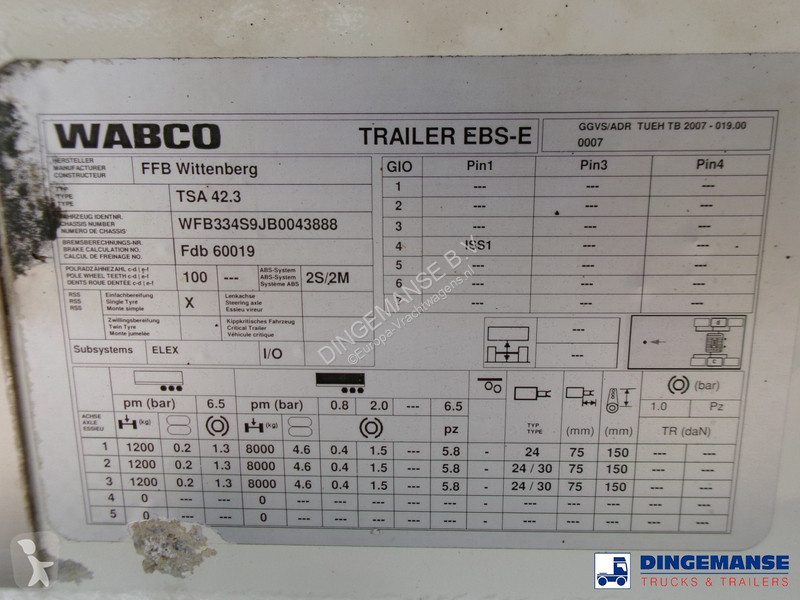 WABCO
TRAILER EBS-E
GGVS/ADR TUEH TB 2007 - 019.00
0007
HERSTELLER
MANUFACTURER
CONSTRUCTEUR
FFB Wittenberg
TYP
TYPE
TYPE
TSA 42.3
FAHRZEUG IDENTNR.
CHASSIS NUMBER
NUMERO DE CHASSIS
WFB334S9JB0043888
BREMSBERECHNUNGS-NR.
BRAKE CALCULATION NO.
CALCUL DE FREINAGE NO.
Fdb 60019
POLRADZÄHNEZAHL c-d | e-f
POLE WHEEL TEETH c-d | e-f
DENTS ROUE DENTÉE c-d | e-f
100 ---
ABS-System
ABS-System
Système ABS
2S/2M
RSS Einfachbereifung
RSS Single Tyre
RSS Monte simple
X
Lenkachse
Steering axle
Essieu vireur
Zwillingsbereifung
Twin Tyre
Monte jumelée
Kippkritisches Fahrzeug
Critical Trailer
Véhicule critique
Subsystems ELEX I/O
GIO Pin1 Pin3 Pin4
1 --- --- ---
2 --- --- ---
3 --- --- ---
4 ISS1 --- ---
5 --- --- ---
6 --- --- ---
7 --- --- ---
---
---
d
c
pm (bar) 6.5 pm (bar) 0.8 2.0 --- 6.5
(bar)
1.0 Pz
ACHSE
AXLE
ESSIEU
(kg) (kg) pz
TYP
TYPE
(mm) (mm) TR (daN)
1 1200 0.2 1.3 8000 4.6 0.4 1.5 --- 5.8 - 24 75 150 --- ---
2 1200 0.2 1.3 8000 4.6 0.4 1.5 --- 5.8 - 24 / 30 75 150 --- ---
3 1200 0.2 1.3 8000 4.6 0.4 1.5 --- 5.8 - 24 / 30 75 150 --- ---
4 0 --- --- 0 --- --- --- --- --- - --- --- --- --- ---
5 0 --- --- 0 --- --- --- --- --- - --- --- --- --- ---
DINGEMANSE B.V.
©Europa-Vrachtwagens.nl
DINGEMANSE
TRUCKS & TRAILERS